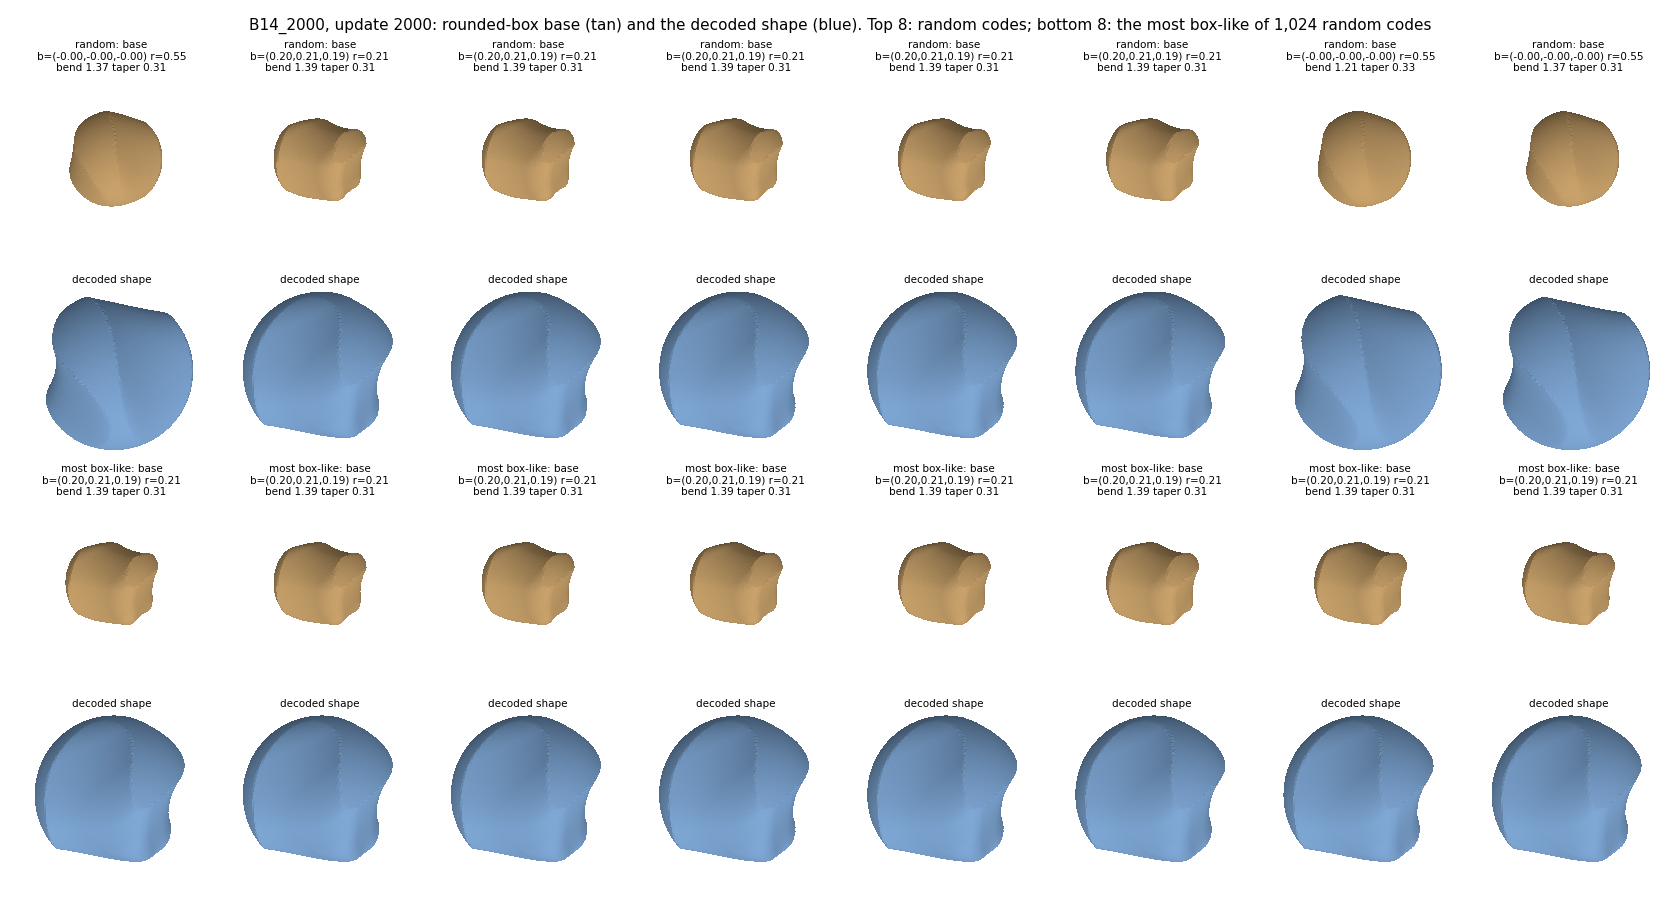 B14_2000, update 2000: rounded-box base (tan) and the decoded shape (blue). Top 8: random codes; bottom 8: the most box-like of 1,024 random codes
random: base
b=(-0.00,-0.00,-0.00) r=0.55
bend 1.37 taper 0.31
random: base
b=(0.20,0.21,0.19) r=0.21
bend 1.39 taper 0.31
random: base
b=(0.20,0.21,0.19) r=0.21
bend 1.39 taper 0.31
random: base
b=(0.20,0.21,0.19) r=0.21
bend 1.39 taper 0.31
random: base
b=(0.20,0.21,0.19) r=0.21
bend 1.39 taper 0.31
random: base
b=(0.20,0.21,0.19) r=0.21
bend 1.39 taper 0.31
random: base
b=(-0.00,-0.00,-0.00) r=0.55
bend 1.21 taper 0.33
random: base
b=(-0.00,-0.00,-0.00) r=0.55
bend 1.37 taper 0.31
decoded shape
decoded shape
decoded shape
decoded shape
decoded shape
decoded shape
decoded shape
decoded shape
most box-like: base
b=(0.20,0.21,0.19) r=0.21
bend 1.39 taper 0.31
most box-like: base
b=(0.20,0.21,0.19) r=0.21
bend 1.39 taper 0.31
most box-like: base
b=(0.20,0.21,0.19) r=0.21
bend 1.39 taper 0.31
most box-like: base
b=(0.20,0.21,0.19) r=0.21
bend 1.39 taper 0.31
most box-like: base
b=(0.20,0.21,0.19) r=0.21
bend 1.39 taper 0.31
most box-like: base
b=(0.20,0.21,0.19) r=0.21
bend 1.39 taper 0.31
most box-like: base
b=(0.20,0.21,0.19) r=0.21
bend 1.39 taper 0.31
most box-like: base
b=(0.20,0.21,0.19) r=0.21
bend 1.39 taper 0.31
decoded shape
decoded shape
decoded shape
decoded shape
decoded shape
decoded shape
decoded shape
decoded shape